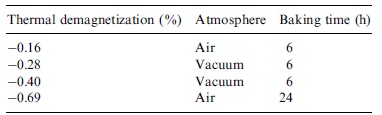 Thermal demagnetization (%) Atmosphere Baking time (h)
−0.16 Air 6
−0.28 Vacuum 6
−0.40 Vacuum 6
−0.69 Air 24